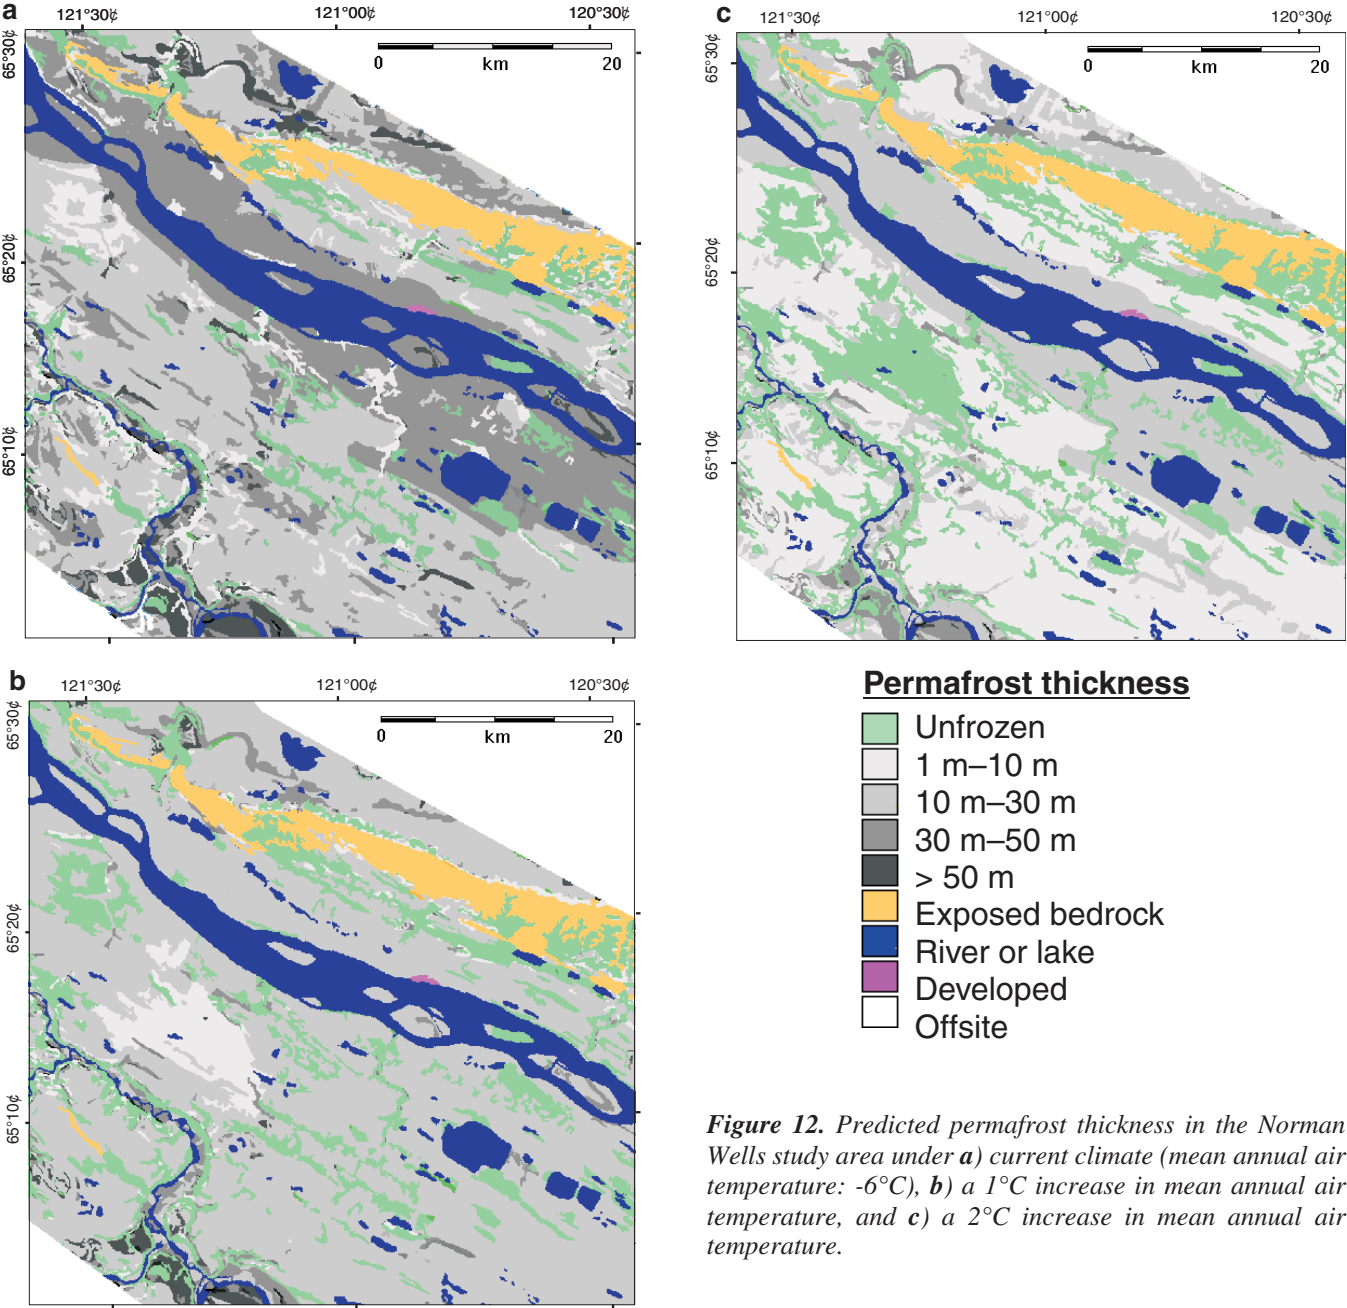 a
121°30¢ 121°00¢ 120°30¢
65°30¢
65°20¢
65°10¢
0 km 20
c
121°30¢ 121°00¢ 120°30¢
65°30¢
65°20¢
65°10¢
0 km 20
b
121°30¢ 121°00¢ 120°30¢
65°30¢
65°20¢
65°10¢
0 km 20
Permafrost thickness
Unfrozen
1 m–10 m
10 m–30 m
30 m–50 m
> 50 m
Exposed bedrock
River or lake
Developed
Offsite
Figure 12. Predicted permafrost thickness in the Norman
Wells study area under a) current climate (mean annual air
temperature: -6°C), b) a 1°C increase in mean annual air
temperature, and c) a 2°C increase in mean annual air
temperature.